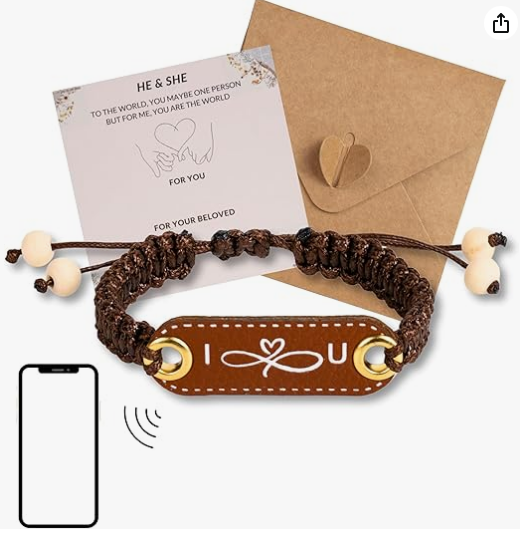 HE & SHE
TO THE WORLD, YOU MAYBE ONE PERSON
BUT FOR ME, YOU ARE THE WORLD
FOR YOU
FOR YOUR BELOVED
I U